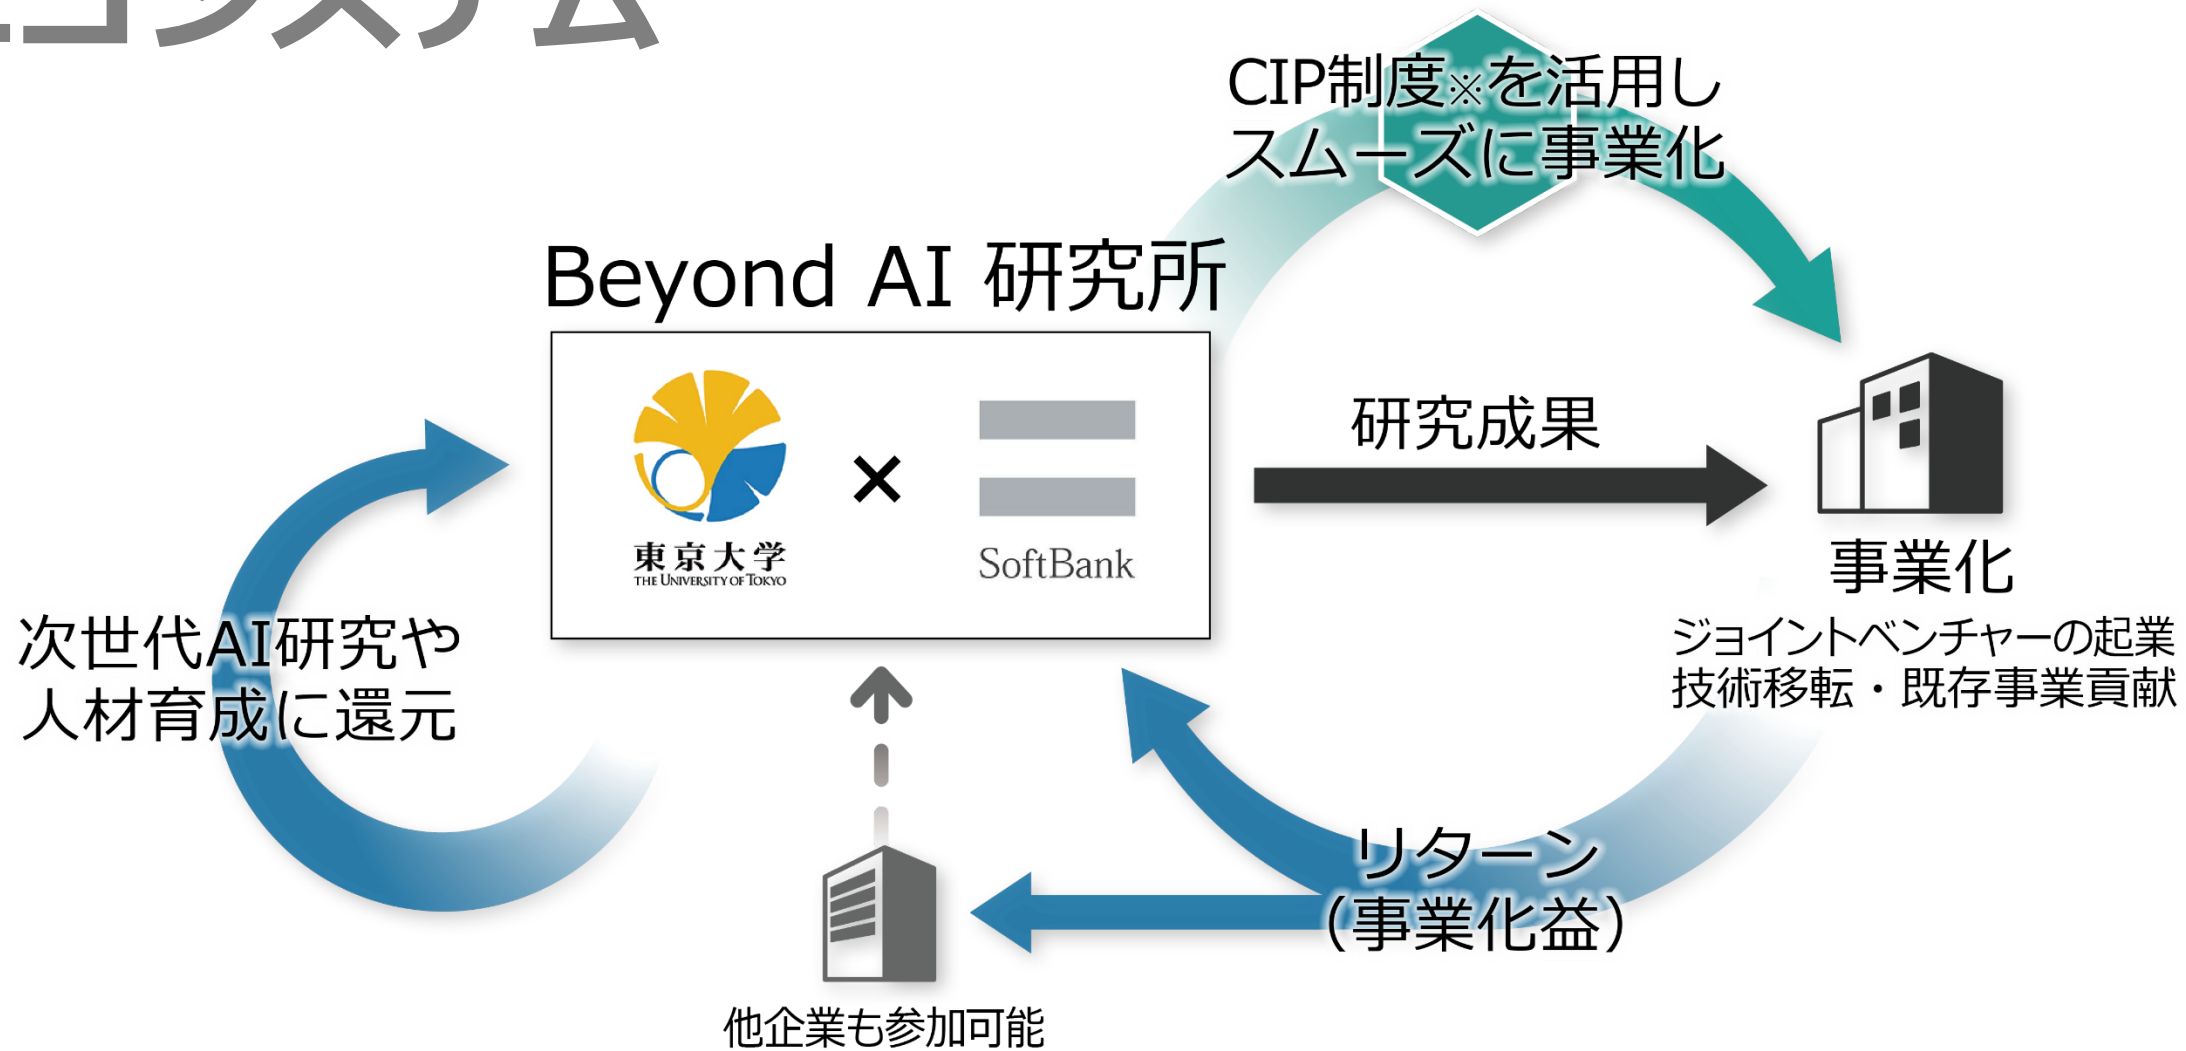 エコシステム
CIP制度※を活用し
スムーズに事業化
Beyond AI 研究所
東京大学
THE UNIVERSITY OF TOKYO
×
SoftBank
研究成果
事業化
ジョイントベンチャーの起業
技術移転・既存事業貢献
次世代AI研究や
人材育成に還元
リターン
（事業化益）
他企業も参加可能